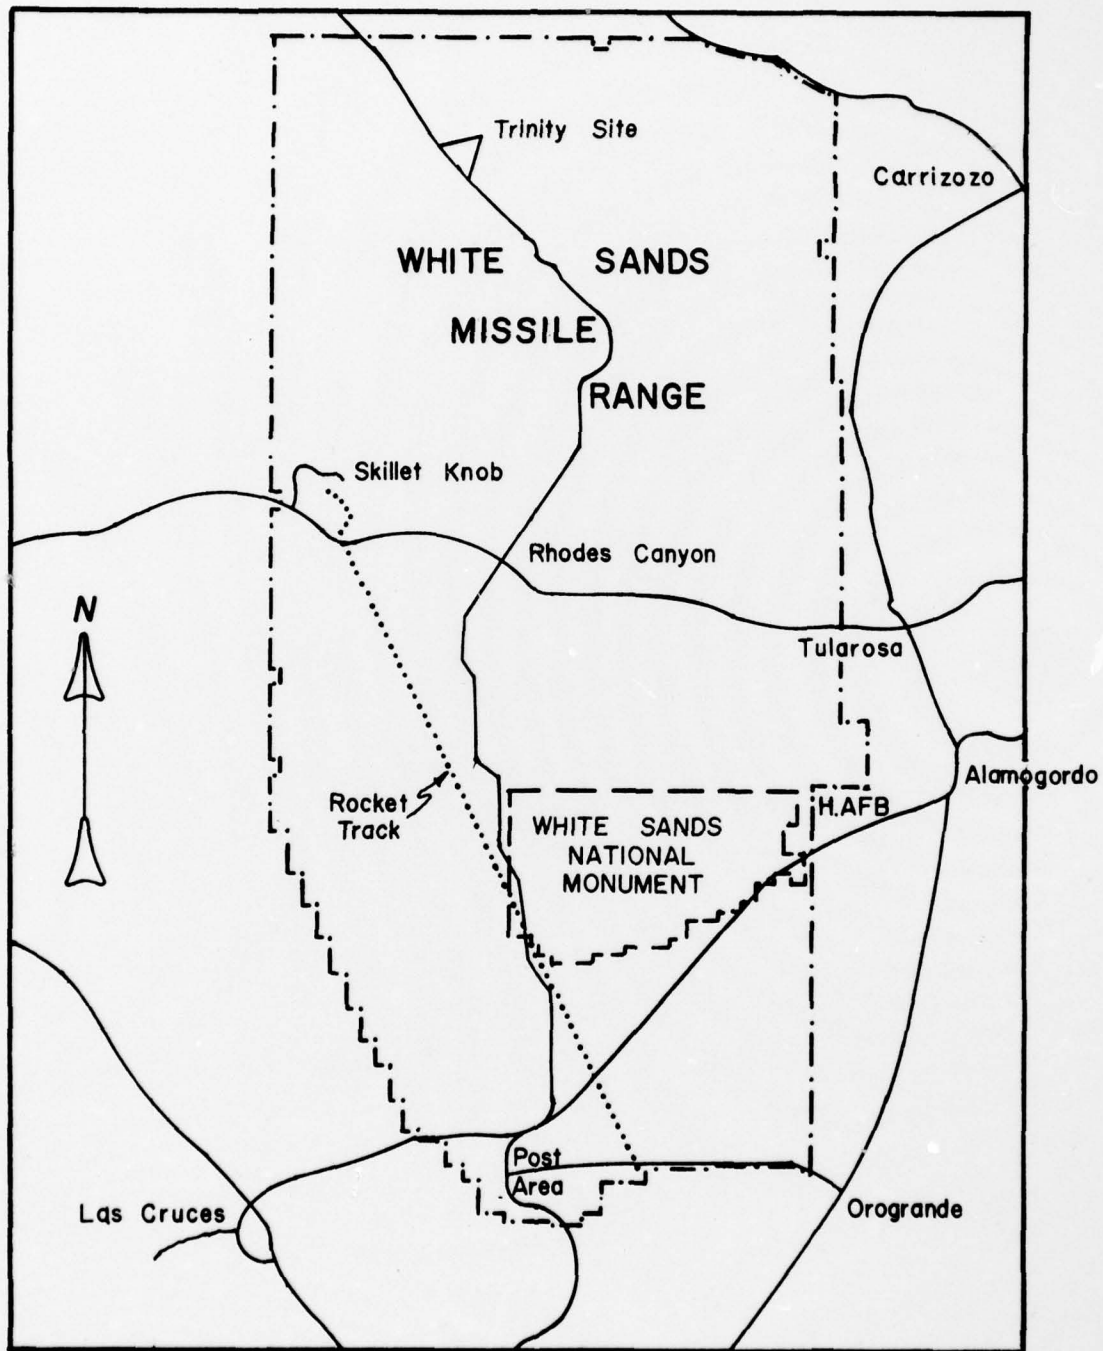 Trinity Site
Carrizozo
WHITE SANDS
MISSILE
RANGE
Skillet Knob
Rhodes Canyon
N
Tularosa
Alamogordo
Rocket
Track
H.AFB
WHITE SANDS
NATIONAL
MONUMENT
Post
Area
Las Cruces
Orogrande